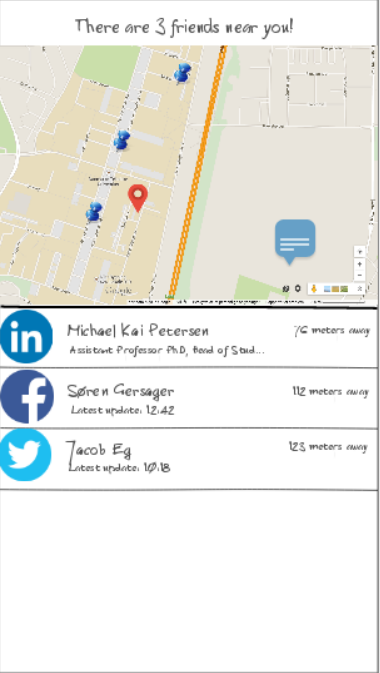 There are 3 friends near you!
in
Michael Kai Petersen
76 meters away
Assistant Professor PhD, Head of Stud...
f
Søren Gersager
112 meters away
Latest update: 12:42
Jacob Eg
123 meters away
Latest update: 10:18